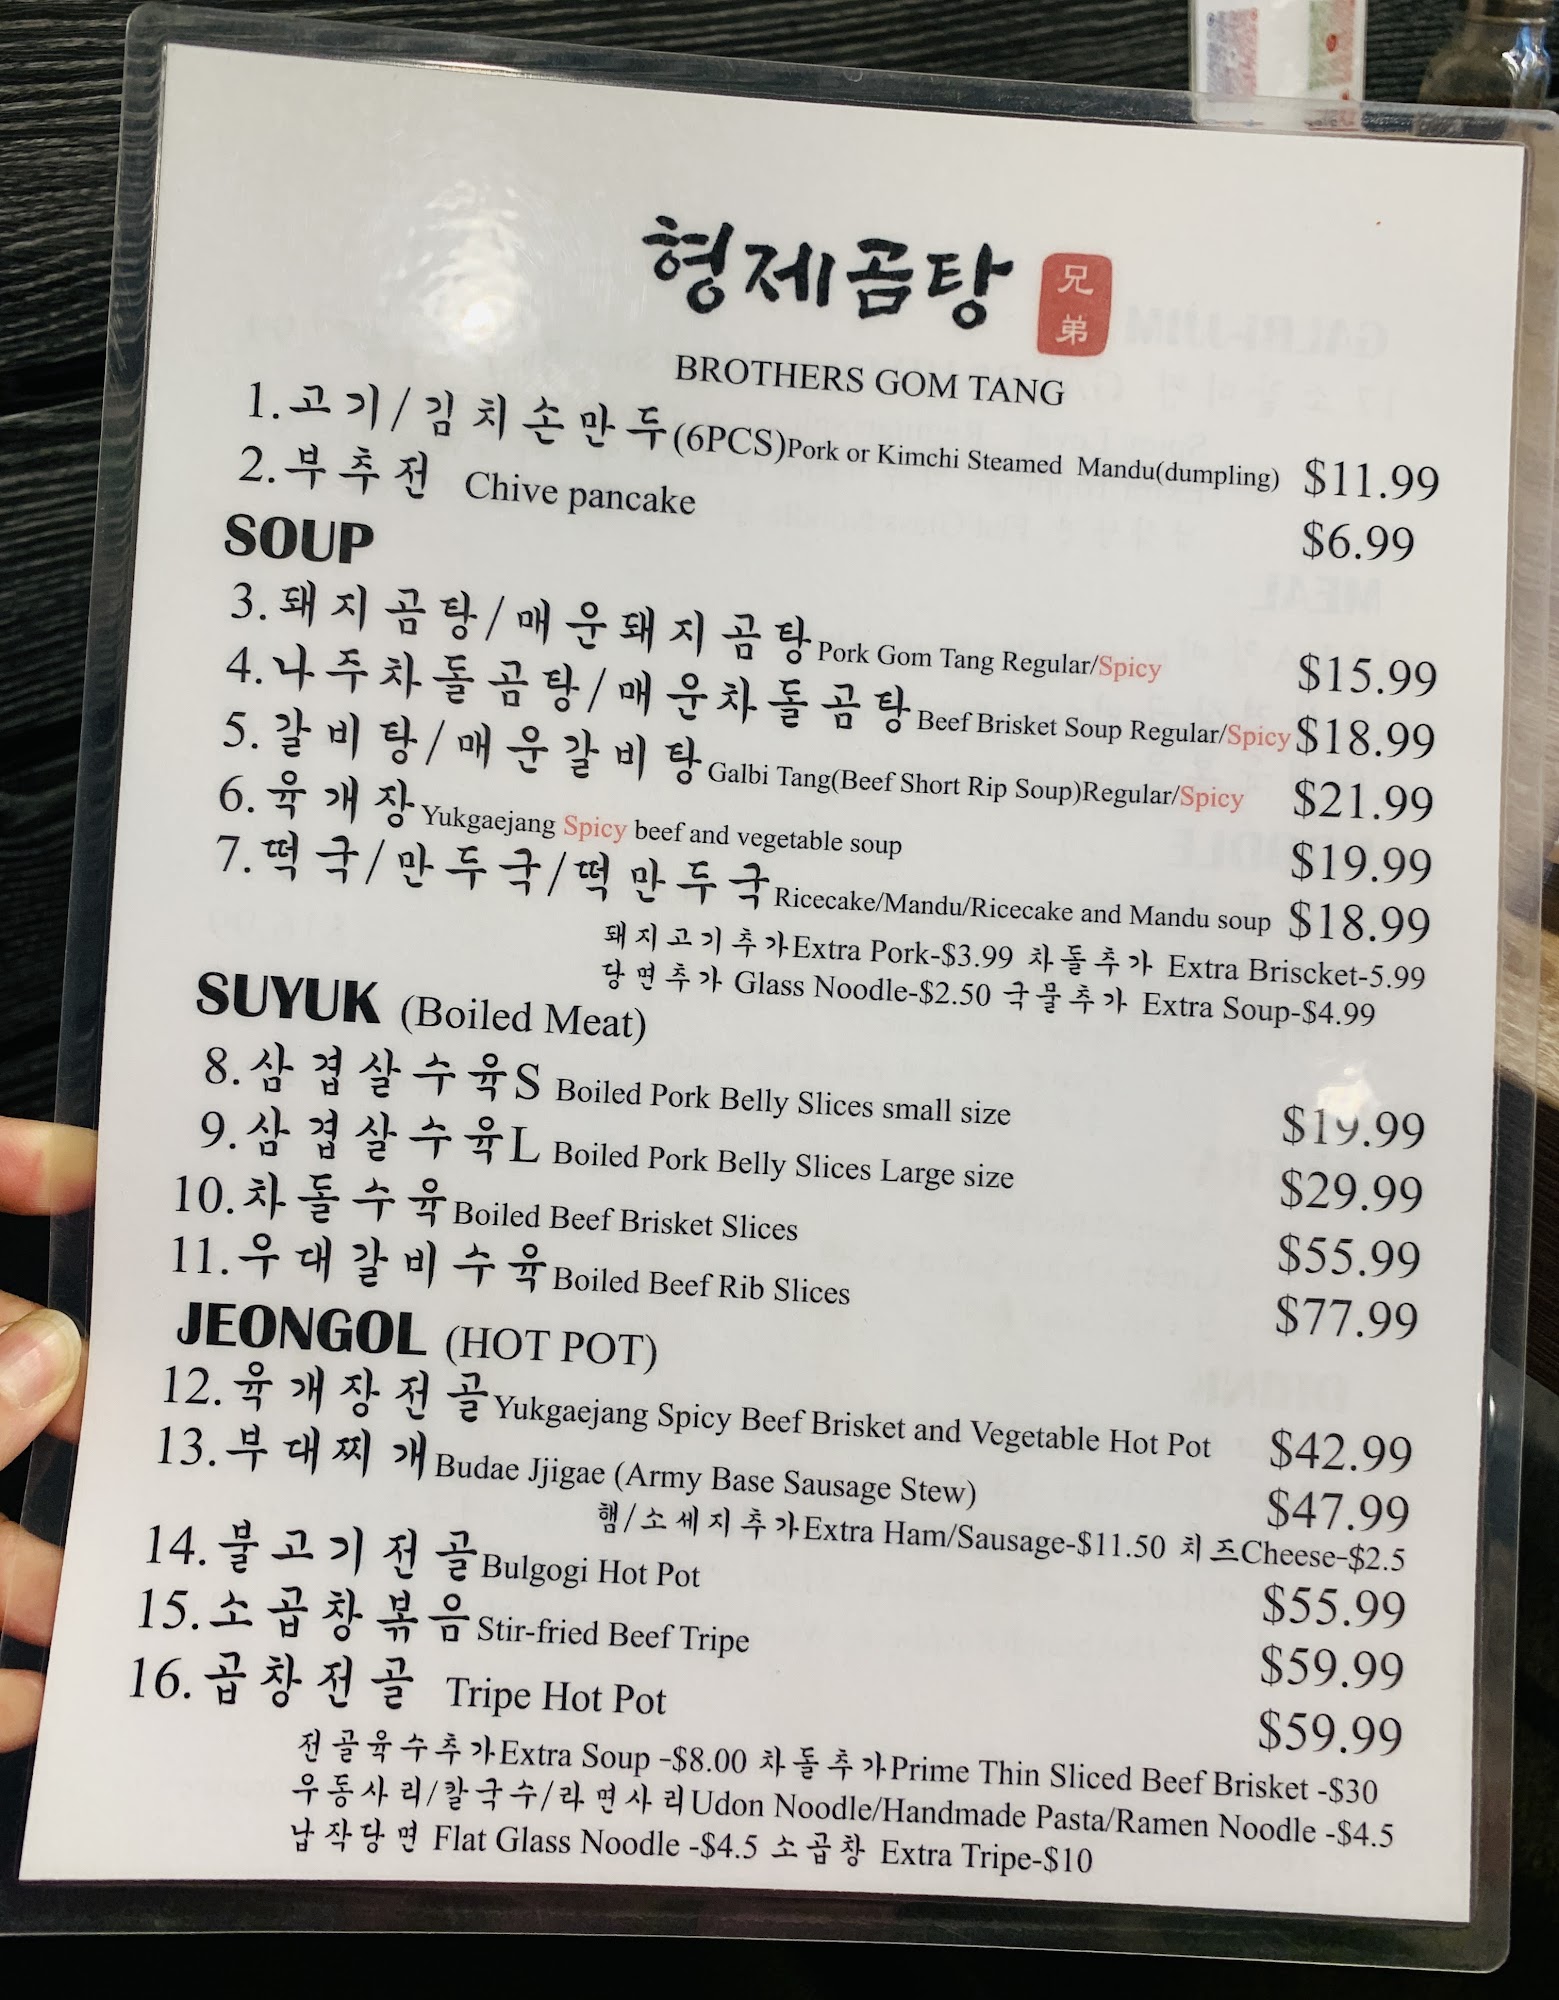 형제곰탕 兄弟
BROTHERS GOM TANG
1.고기/김치손만두(6PCS)Pork or Kimchi Steamed Mandu(dumpling) $11.99
2.부추전 Chive pancake $6.99
SOUP
3.돼지곰탕/매운돼지곰탕Pork Gom Tang Regular/Spicy $15.99
4.나주차돌곰탕/매운차돌곰탕Beef Brisket Soup Regular/Spicy $18.99
5.갈비탕/매운갈비탕Galbi Tang(Beef Short Rip Soup)Regular/Spicy $21.99
6.육개장Yukgaejang Spicy beef and vegetable soup $19.99
7.떡국/만두국/떡만두국Ricecake/Mandu/Ricecake and Mandu soup $18.99
돼지고기추가Extra Pork-$3.99 차돌추가 Extra Briscket-5.99
당면추가 Glass Noodle-$2.50 국물추가 Extra Soup-$4.99
SUYUK (Boiled Meat)
8.삼겹살수육S Boiled Pork Belly Slices small size $19.99
9.삼겹살수육L Boiled Pork Belly Slices Large size $29.99
10.차돌수육Boiled Beef Brisket Slices $55.99
11.우대갈비수육Boiled Beef Rib Slices $77.99
JEONGOL (HOT POT)
12.육개장전골Yukgaejang Spicy Beef Brisket and Vegetable Hot Pot $42.99
13.부대찌개Budae Jjigae (Army Base Sausage Stew) $47.99
햄/소세지추가Extra Ham/Sausage-$11.50 치즈Cheese-$2.5
14.불고기전골Bulgogi Hot Pot $55.99
15.소곱창볶음Stir-fried Beef Tripe $59.99
16.곱창전골 Tripe Hot Pot $59.99
전골육수추가Extra Soup -$8.00 차돌추가Prime Thin Sliced Beef Brisket -$30
우동사리/칼국수/라면사리Udon Noodle/Handmade Pasta/Ramen Noodle -$4.5
납작당면 Flat Glass Noodle -$4.5 소곱창 Extra Tripe-$10